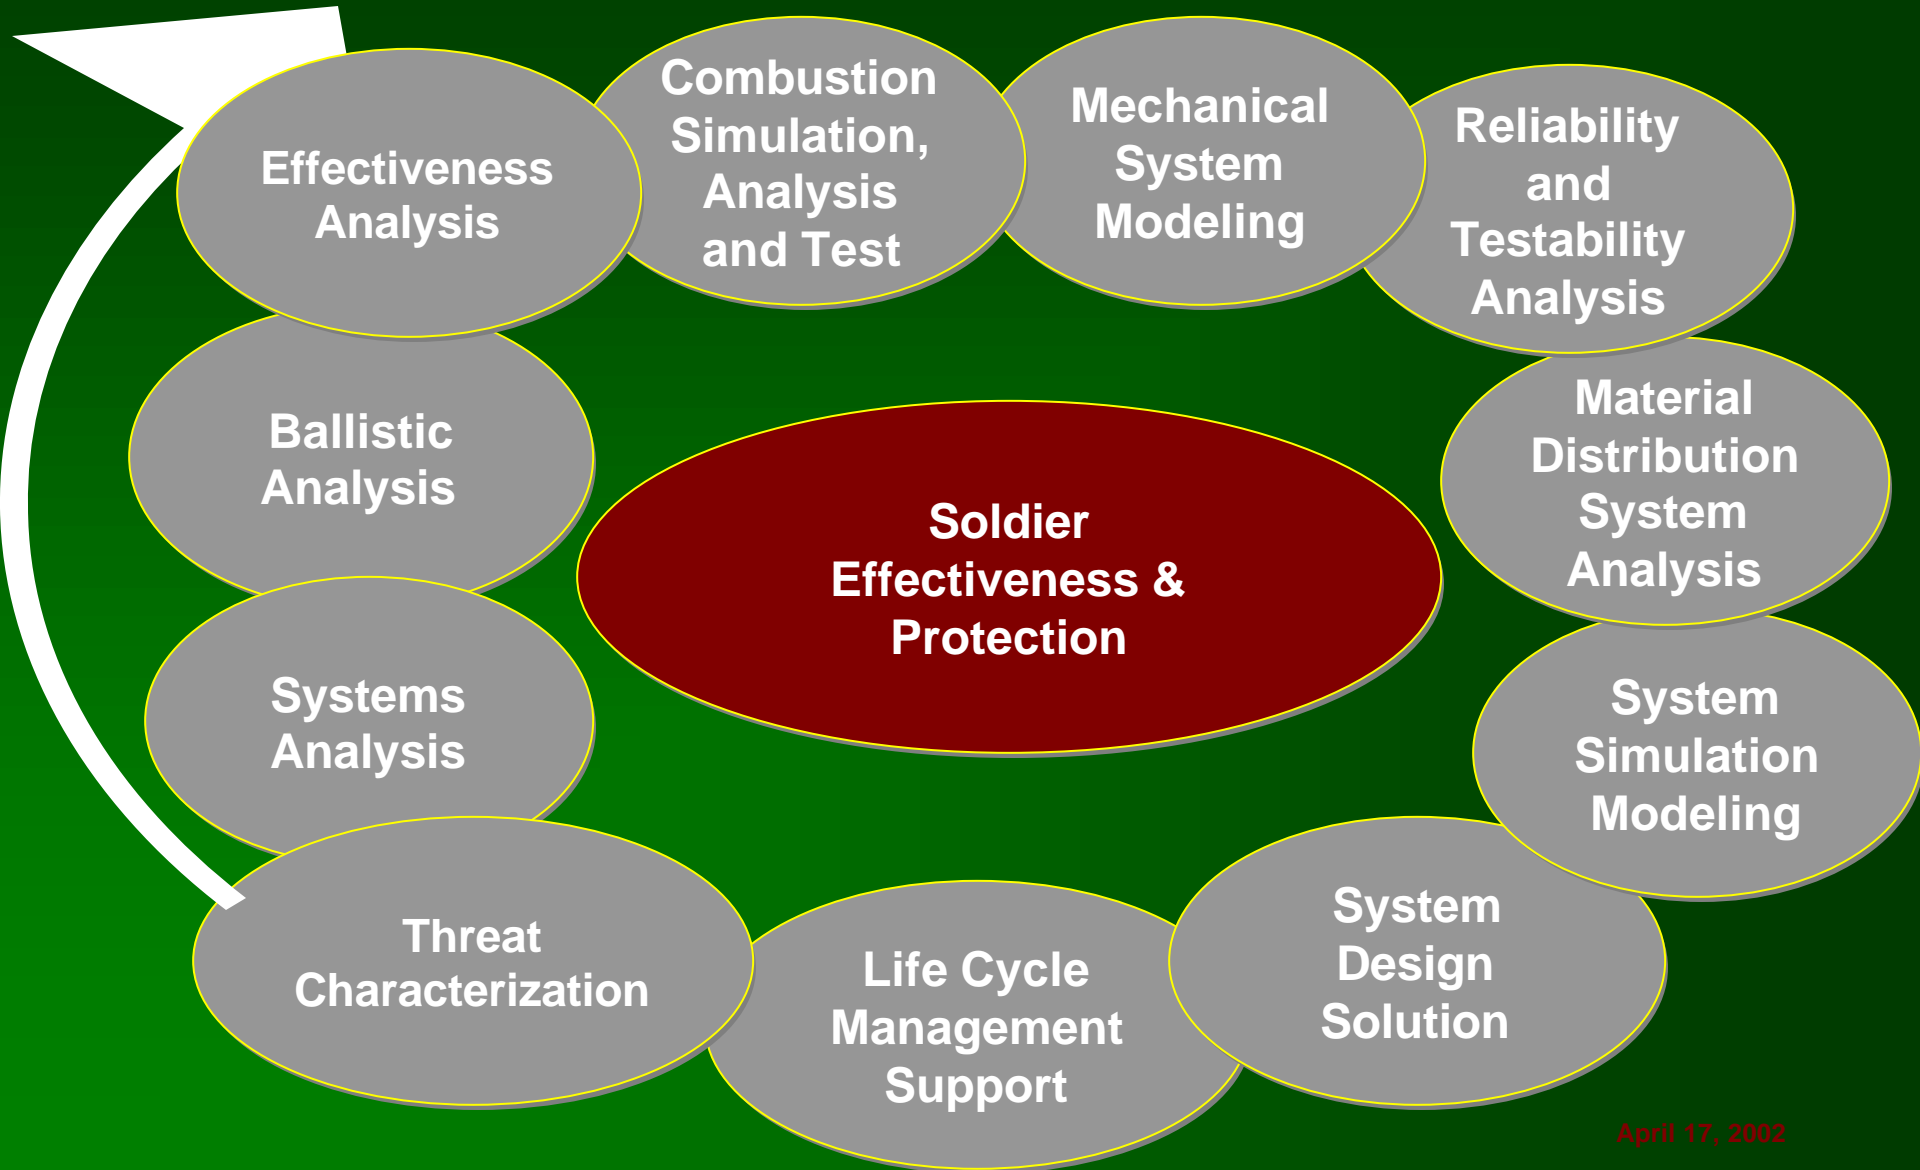 Effectiveness
Analysis
Combustion
Simulation,
Analysis
and Test
Mechanical
System
Modeling
Reliability
and
Testability
Analysis
Ballistic
Analysis
Soldier
Effectiveness &
Protection
Material
Distribution
System
Analysis
Systems
Analysis
System
Simulation
Modeling
Threat
Characterization
Life Cycle
Management
Support
System
Design
Solution
April 17, 2002